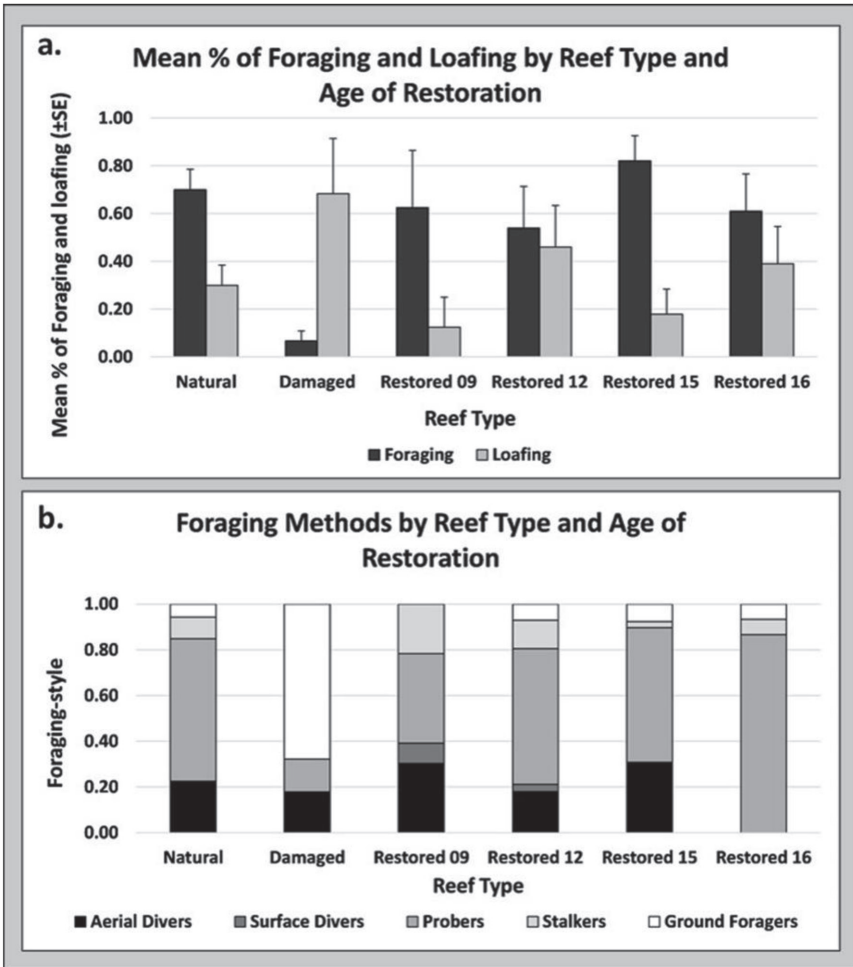 a.
Mean % of Foraging and Loafing by Reef Type and
Age of Restoration
Mean % of Foraging and loafing (±SE)
1.00
0.80
0.60
0.40
0.20
0.00
Natural Damaged Restored 09 Restored 12 Restored 15 Restored 16
Reef Type
Foraging Loafing
b.
Foraging Methods by Reef Type and Age of
Restoration
Foraging-style
1.00
0.80
0.60
0.40
0.20
0.00
Natural Damaged Restored 09 Restored 12 Restored 15 Restored 16
Reef Type
Aerial Divers Surface Divers Probers Stalkers Ground Foragers